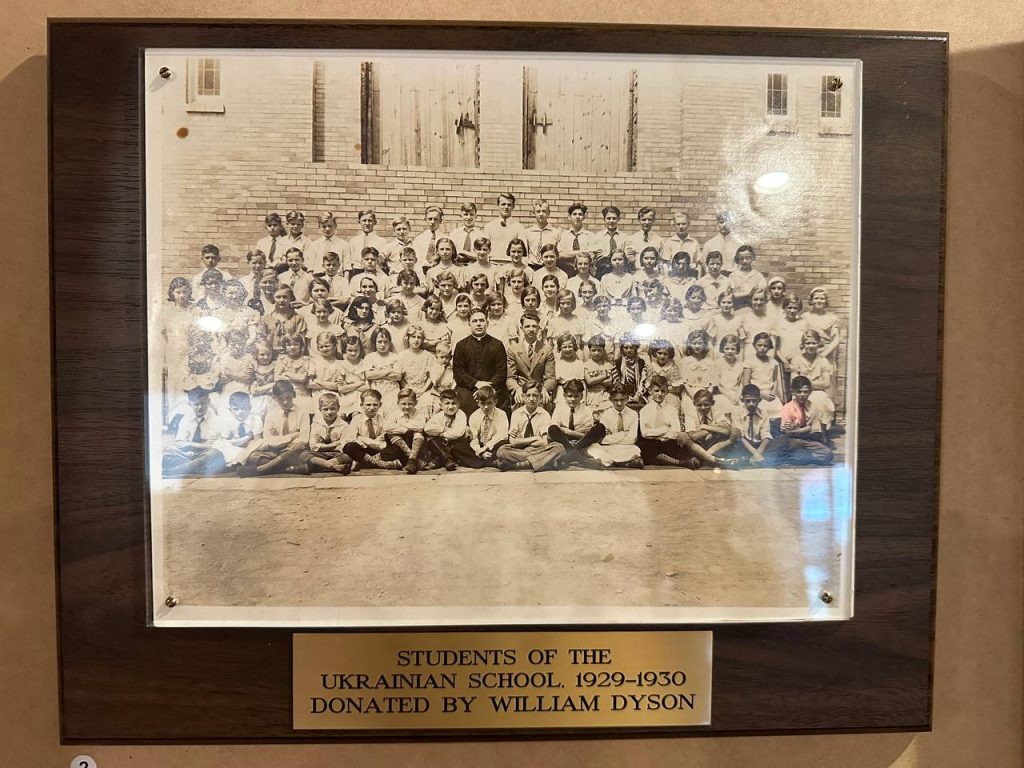 STUDENTS OF THE
UKRAINIAN SCHOOL, 1929–1930
DONATED BY WILLIAM DYSON